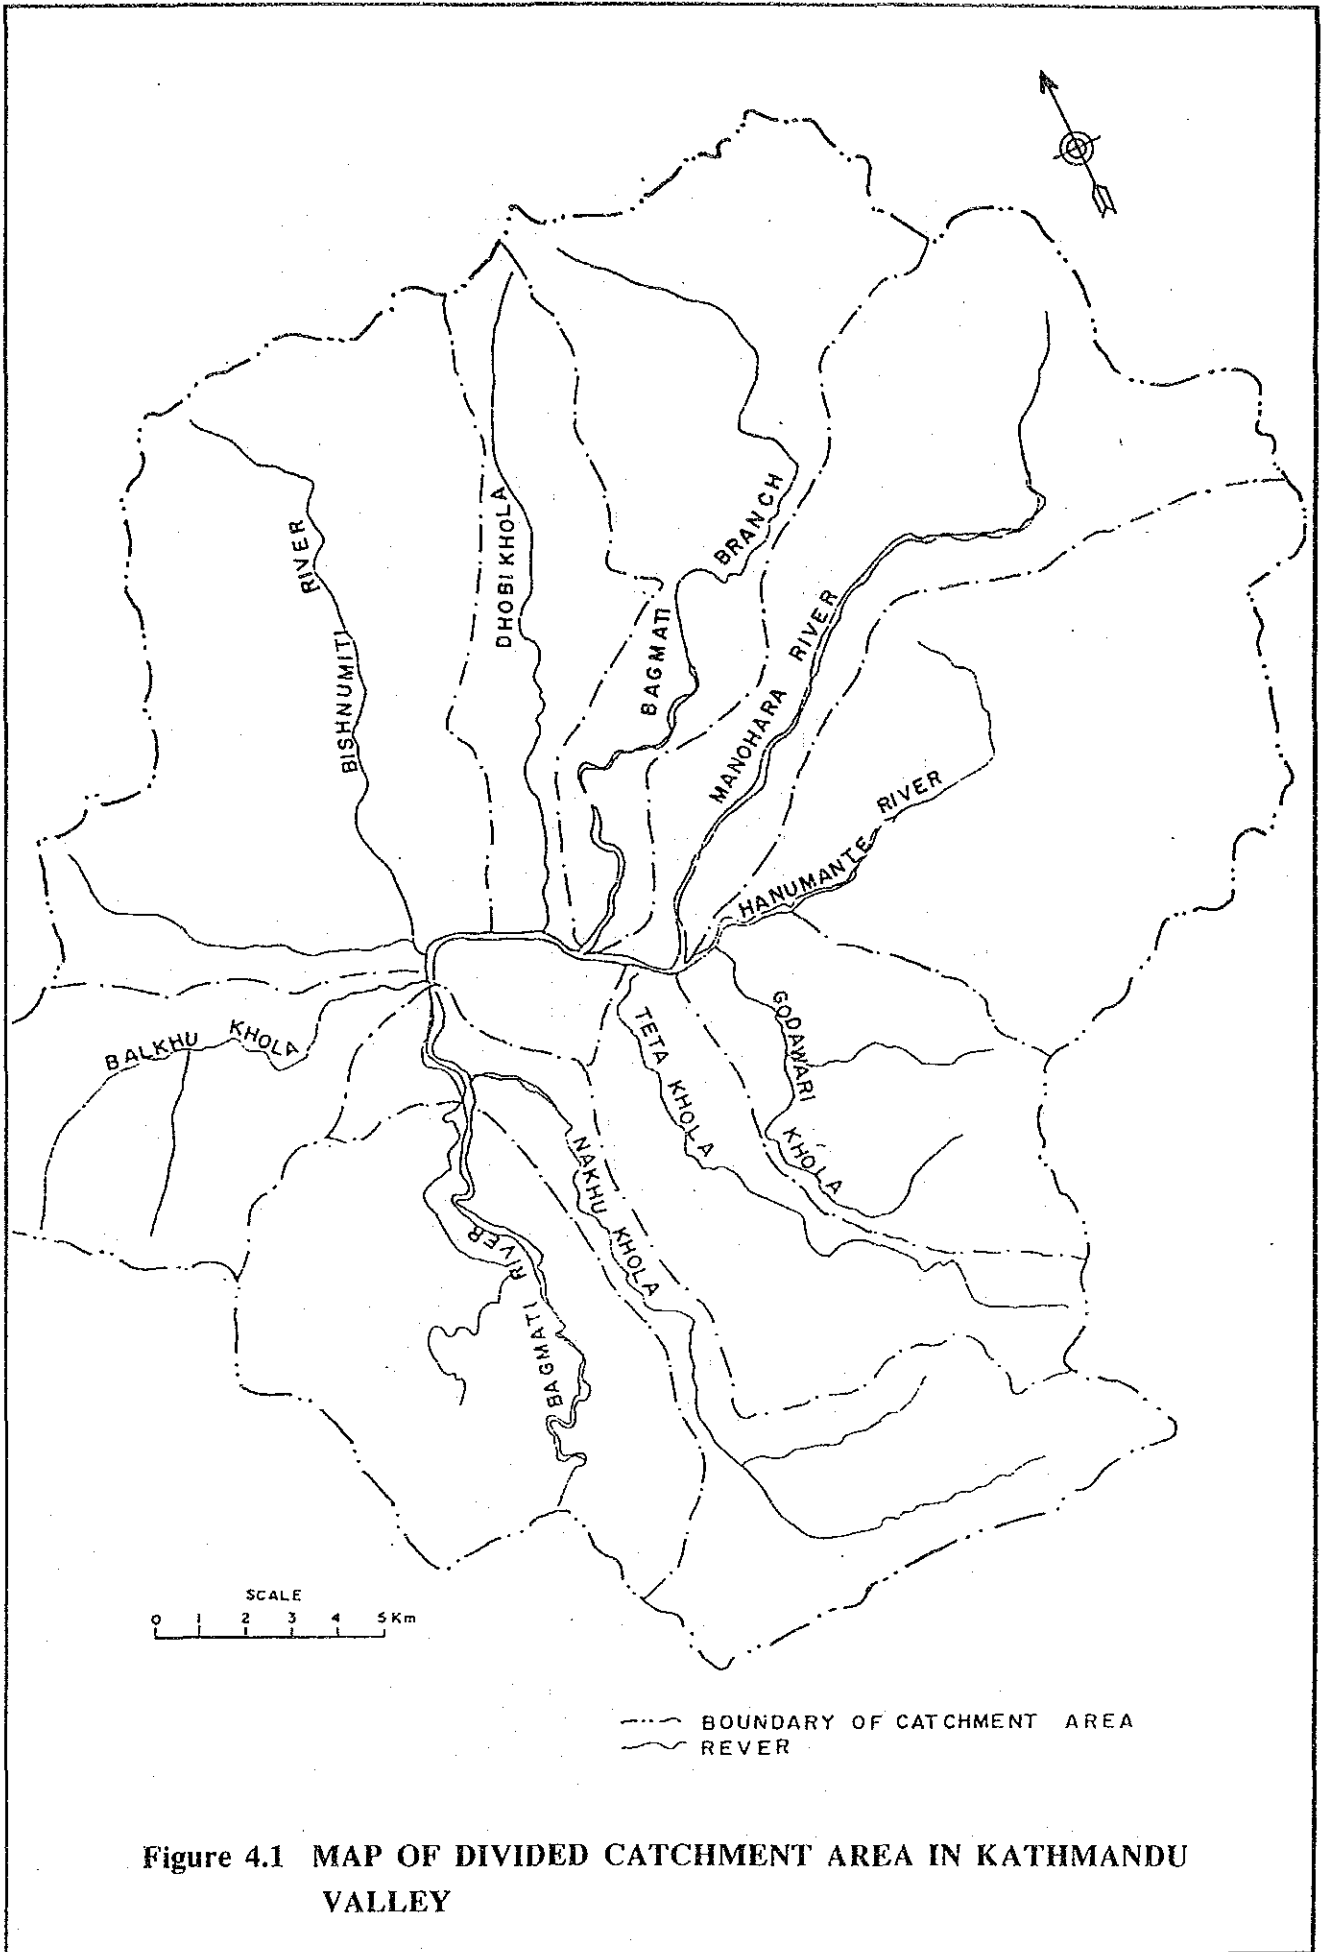 BISHNUMITI RIVER
DHOBI KHOLA
BAGMATI BRANCH
MANOHARA RIVER
HANUMANTE RIVER
BALKHU KHOLA
TETA KHOLA
GODAWARI KHOLA
NAKHU KHOLA
BAGMATI RIVER
SCALE
0 1 2 3 4 5 Km
BOUNDARY OF CATCHMENT AREA
REVER
Figure 4.1 MAP OF DIVIDED CATCHMENT AREA IN KATHMANDU
VALLEY